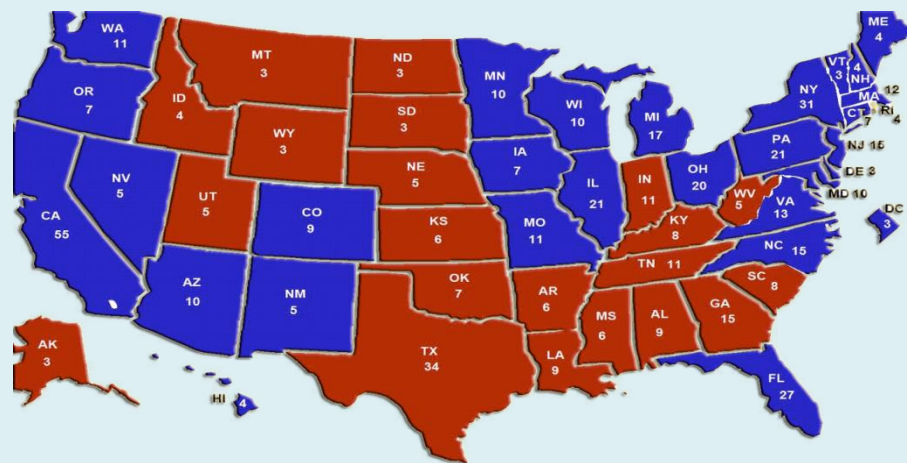 WA
11
OR
7
CA
55
NV
5
ID
4
MT
3
WY
3
UT
5
AZ
10
CO
9
NM
5
ND
3
SD
3
NE
5
KS
6
OK
7
TX
34
MN
10
IA
7
MO
11
AR
6
LA
9
WI
10
IL
21
MI
17
IN
11
OH
20
KY
8
TN 11
MS
6
AL
9
GA
15
FL
27
SC
8
NC 15
VA
13
WV
5
PA
21
NY
31
VT
3
4
NH
ME
4
12
MA
RI
4
CT
7
NJ 15
DE 3
MD 10
DC
3
AK
3
HI
4